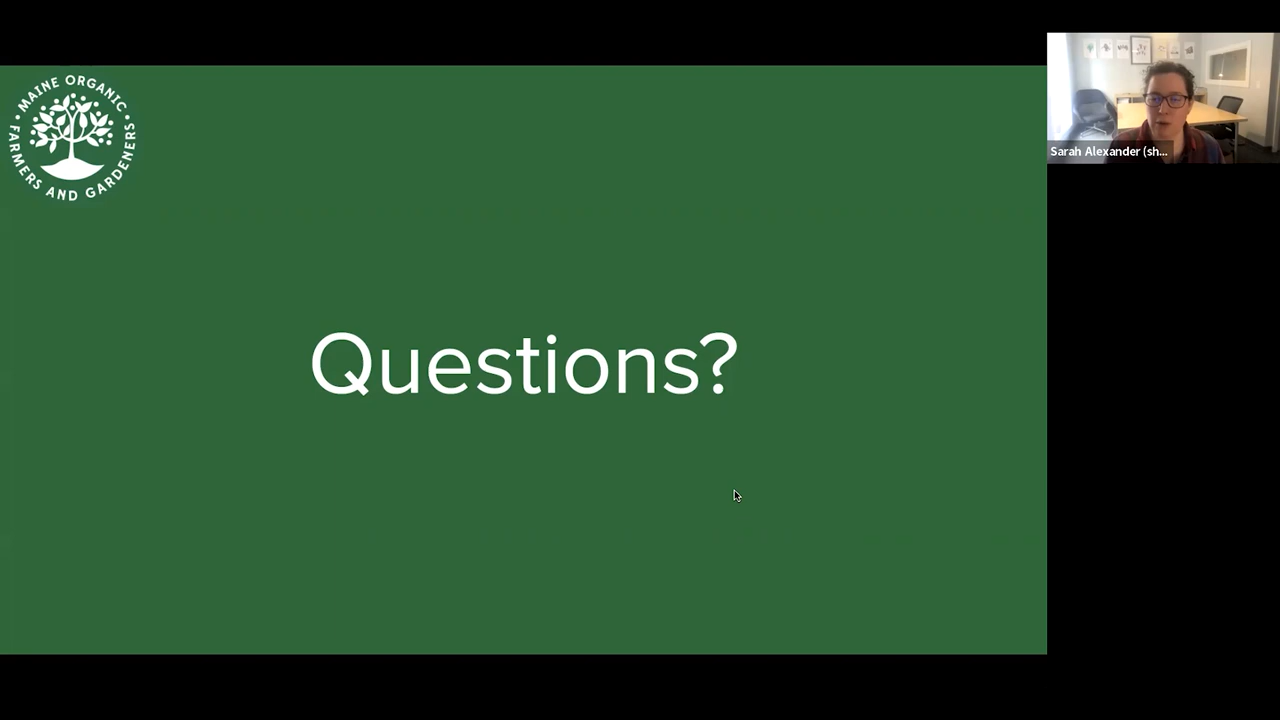 MAINE ORGANIC
FARMERS AND GARDENERS
Sarah Alexander (sh...
Questions?